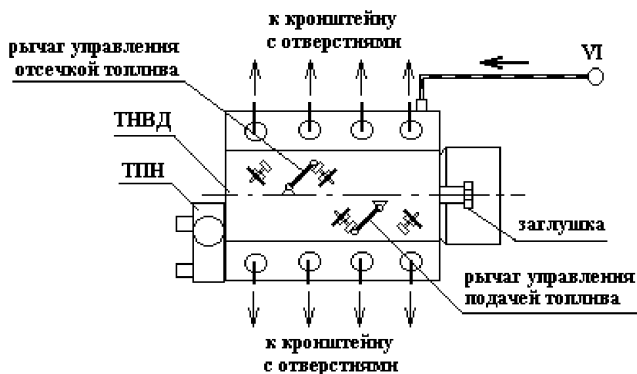 к кронштейну
с отверстиями
рычаг управления
отсечкой топлива
VI
ТНВД
ТПН
заглушка
рычаг управления
подачей топлива
к кронштейну
с отверстиями